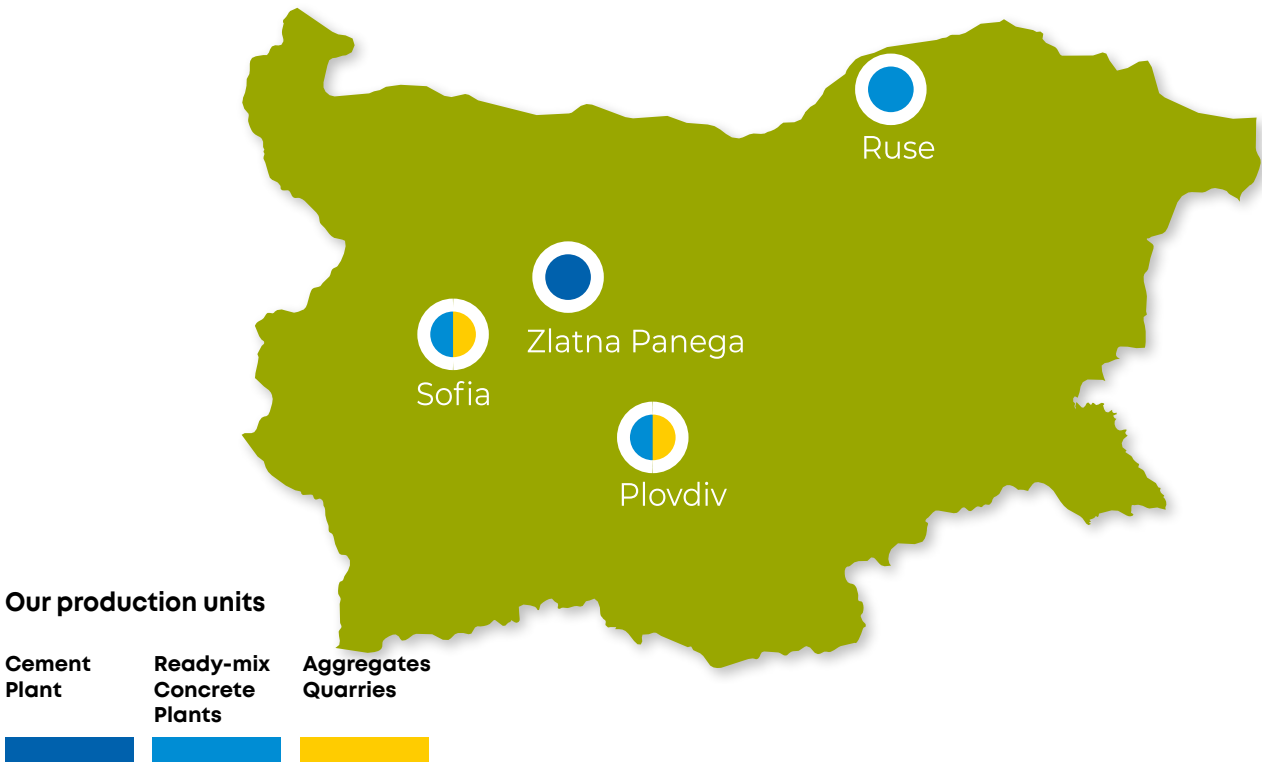 Ruse
Zlatna Panega
Sofia
Plovdiv
Our production units
Cement
Plant
Ready-mix
Concrete
Plants
Aggregates
Quarries